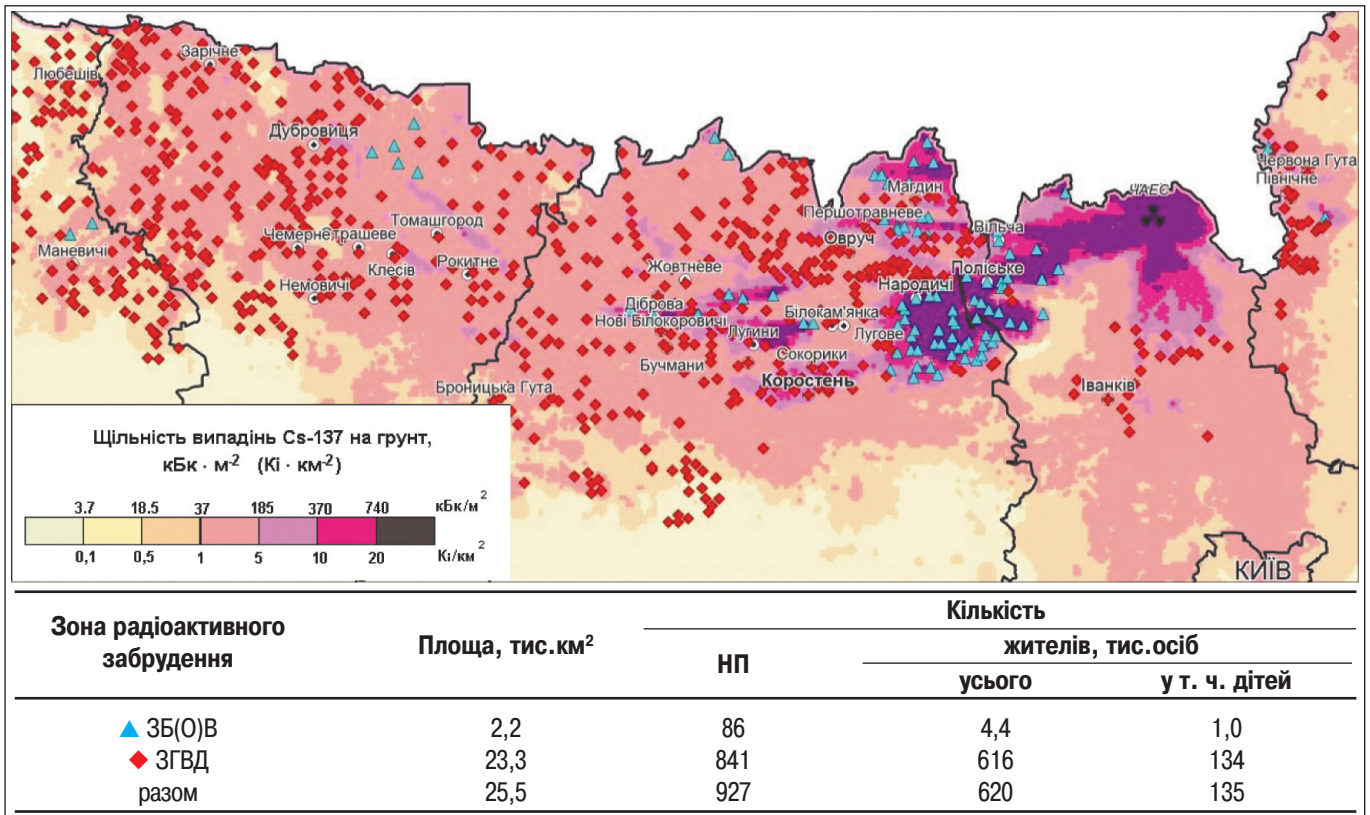 Зарічне
Любешів
Дубровиця
Червона Гута
Північне
ЧАЕС
Магдин
Першотравневе
Томашгород
Вільча
Чемерне
Страшеве
Овруч
Маневичі
Клесів
Рокитне
Жовтневе
Поліське
Немовичі
Народичі
Діброва
Білокам'янка
Нові Білокоровичі
Лугини
Лугове
Сокорики
Бучмани
Коростень
Броницька Гута
Іванків
КИЇВ
Щільність випадінь Cs-137 на грунт,
кБк · м-2 (Кі · км-2)
3.7 18.5 37 185 370 740 кБк/м2
0,1 0,5 1 5 10 20 Кі/км2
Зона радіоактивного забрудення
Площа, тис.км2
Кількість
НП
жителів, тис.осіб
усього у т. ч. дітей
ЗБ(О)В 2,2 86 4,4 1,0
ЗГВД 23,3 841 616 134
разом 25,5 927 620 135